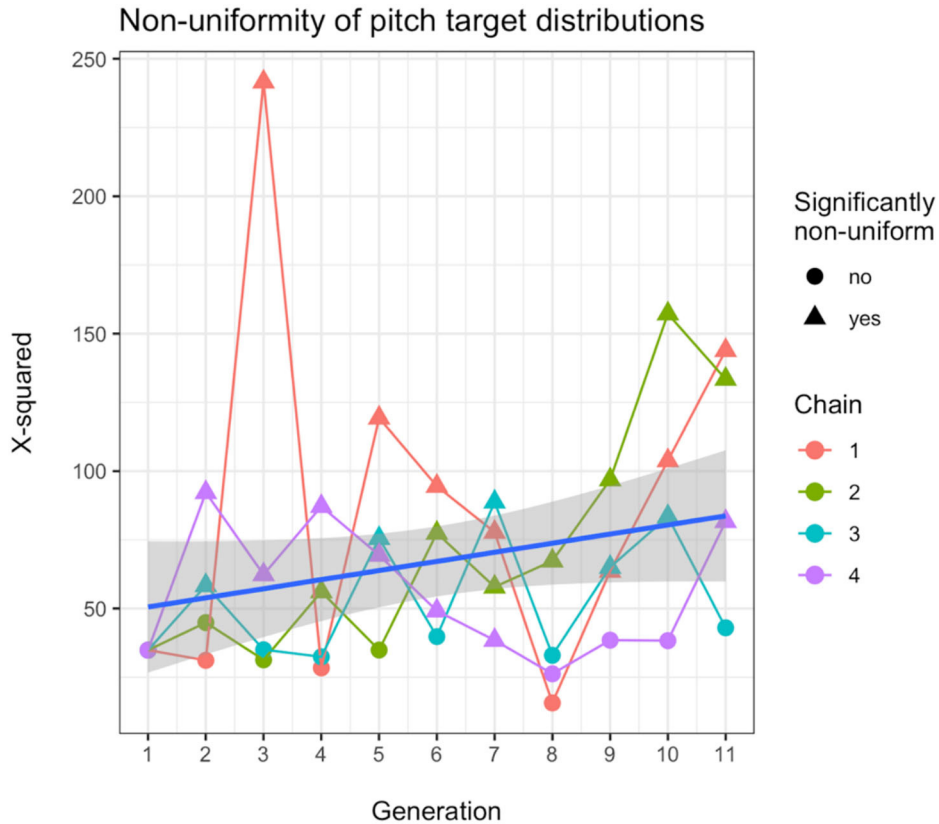 Non-uniformity of pitch target distributions
250
200
150
100
50
X-squared
1 2 3 4 5 6 7 8 9 10 11
Generation
Significantly
non-uniform
no
yes
Chain
1
2
3
4